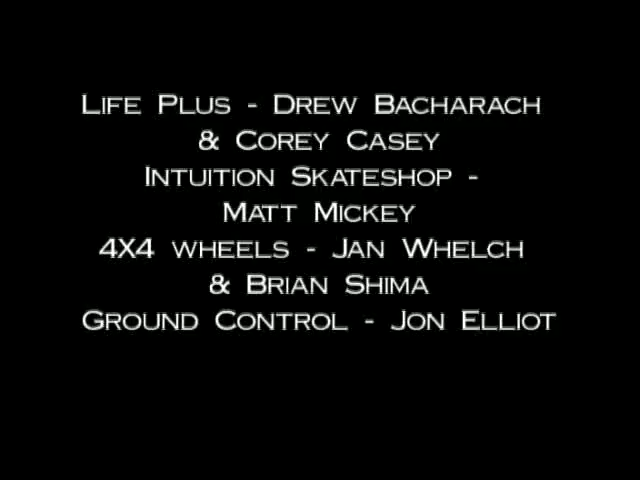 Life Plus - Drew Bacharach
& Corey Casey
Intuition Skateshop -
Matt Mickey
4x4 wheels - Jan Whelch
& Brian Shima
Ground Control - Jon Elliot